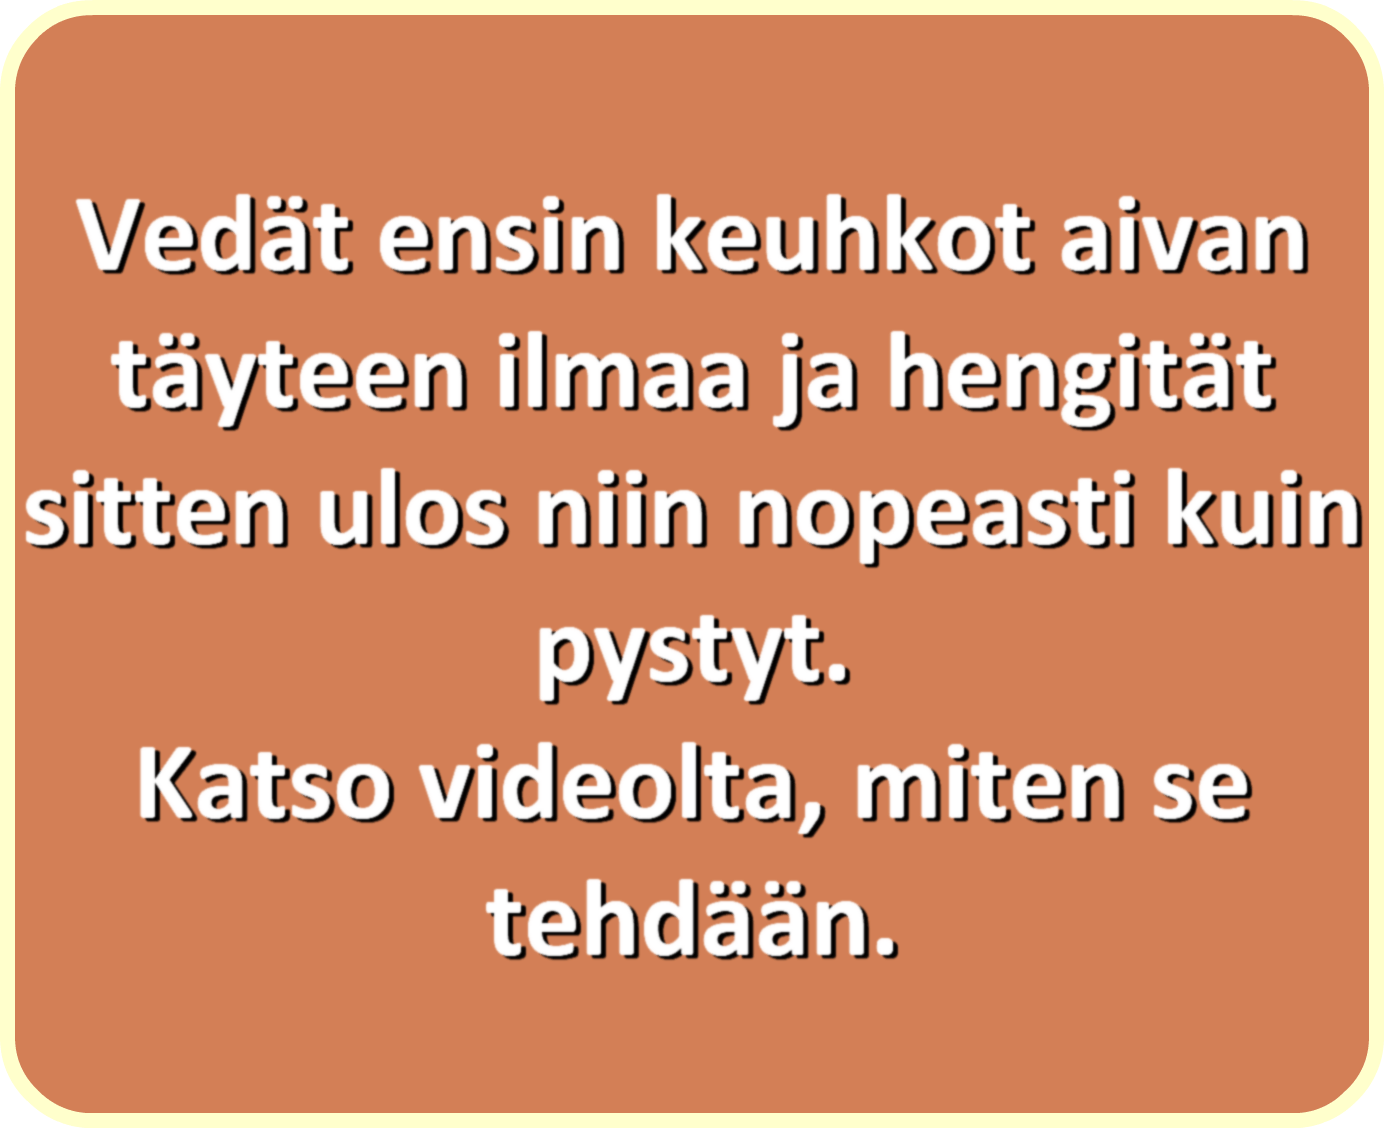 Vedät ensin keuhkot aivan
täyteen ilmaa ja hengität
sitten ulos niin nopeasti kuin
pystyt.
Katso videolta, miten se
tehdään.